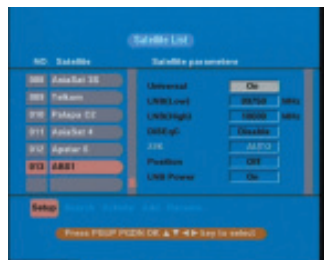 Satellite List
NO Satellite Satellite parameters
008 AsiaSat 3S
009 Telkom
010 Palapa C2
011 AsiaSat 4
012 Apstar
013 ABS1
Universal On
LNB(Low) 09750 MHz
LNB(High) 10600 MHz
DiSEqC Disable
22K AUTO
Position Off
LNB Power On
Setup
Press PGUP PGDN OK ▲▼◄► key to select